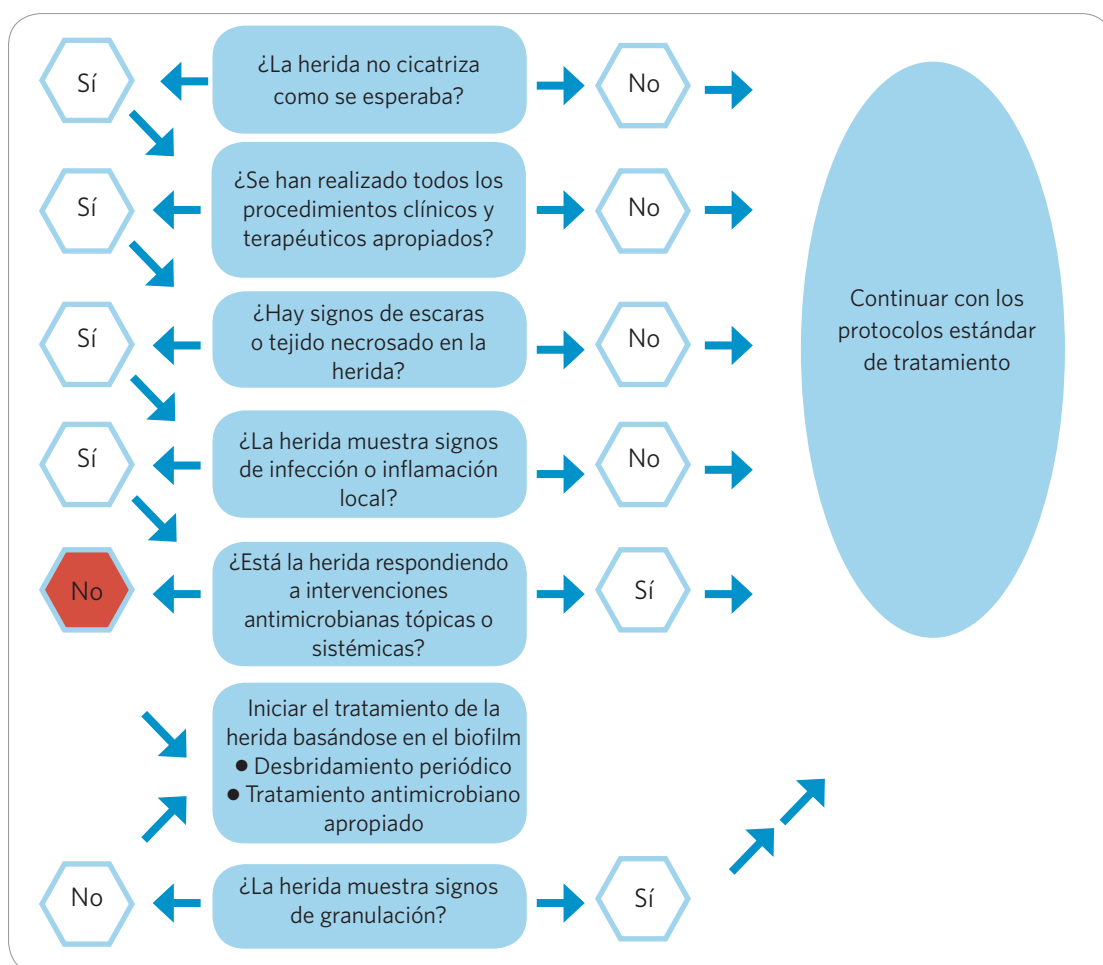 Sí
¿La herida no cicatriza
como se esperaba?
No
Sí
¿Se han realizado todos los
procedimientos clínicos y
terapéuticos apropiados?
No
Sí
¿Hay signos de escaras
o tejido necrosado en la
herida?
No
Continuar con los
protocolos estándar
de tratamiento
Sí
¿La herida muestra signos
de infección o inflamación
local?
No
No
¿Está la herida respondiendo
a intervenciones
antimicrobianas tópicas o
sistémicas?
Sí
Iniciar el tratamiento de la
herida basándose en el biofilm
● Desbridamiento periódico
● Tratamiento antimicrobiano
apropiado
No
¿La herida muestra signos
de granulación?
Sí